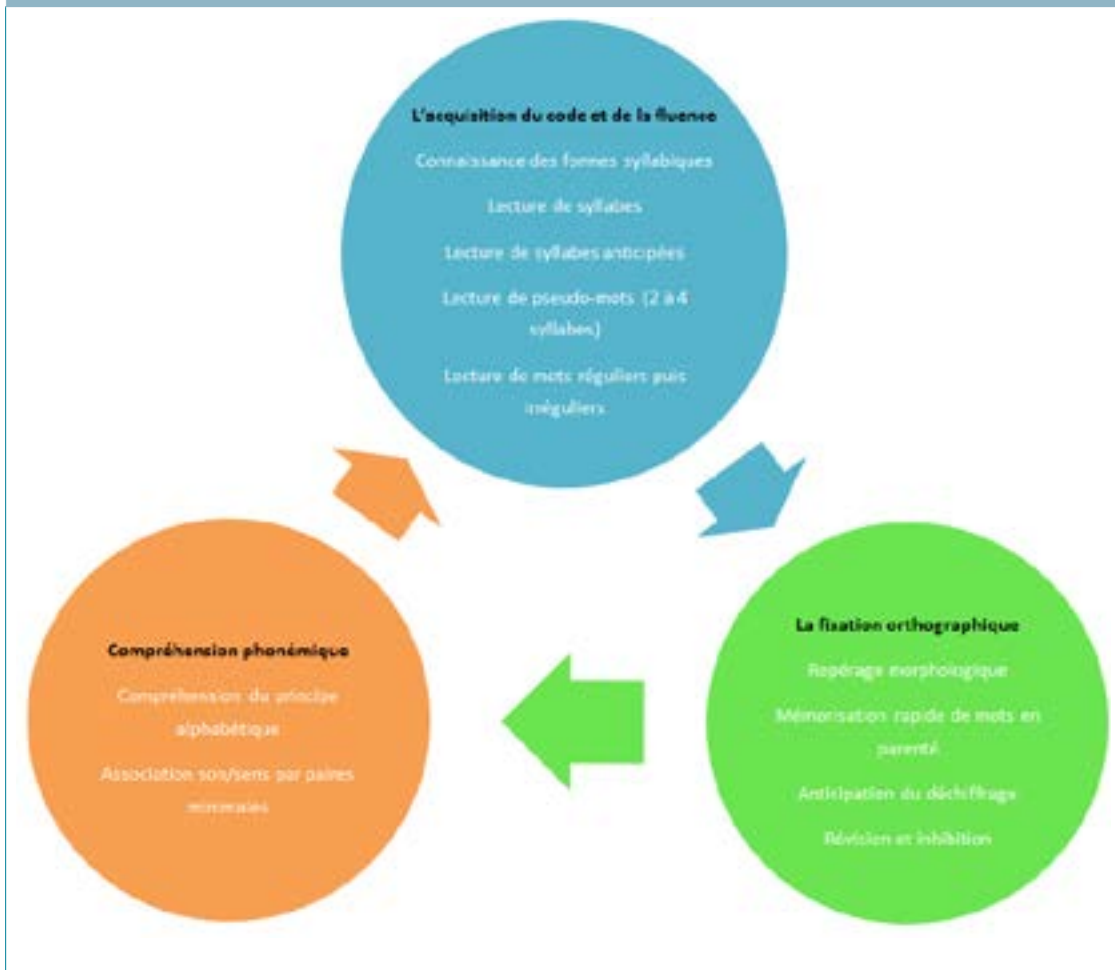 L'acquisition du code et de la fluence
Connaissance des formes syllabiques
Lecture de syllabes
Lecture de syllabes anticipées
Lecture de pseudo-mots (2 à 4
syllabes)
Lecture de mots réguliers puis
irréguliers
La fixation orthographique
Repérage morphologique
Mémorisation rapide de mots en
parenté
Anticipation du déchiffrage
Révision et inhibition
Compréhension phonémique
Compréhension du principe
alphabétique
Association son/sens par paires
minimales